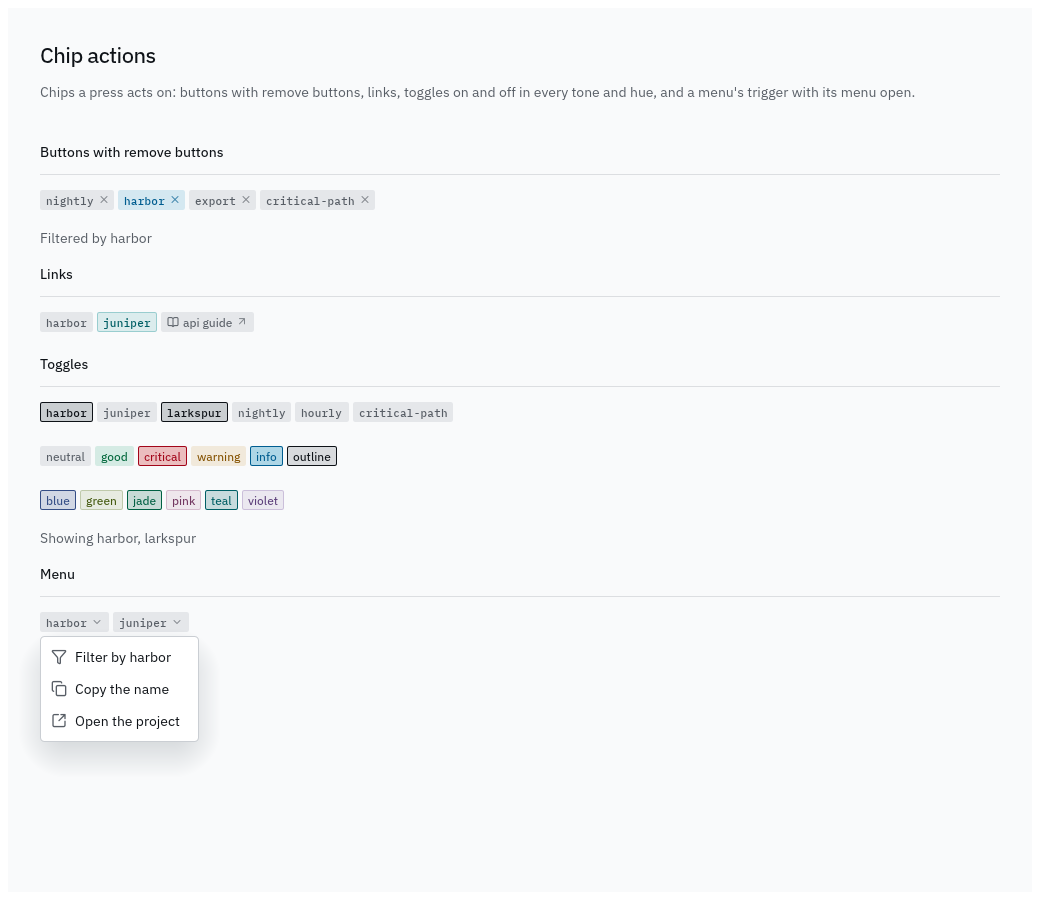 Chip actions
Chips a press acts on: buttons with remove buttons, links, toggles on and off in every tone and hue, and a menu's trigger with its menu open.
Buttons with remove buttons
nightly harbor export critical-path
Filtered by harbor
Links
harbor juniper api guide
Toggles
harbor juniper larkspur nightly hourly critical-path
neutral good critical warning info outline
blue green jade pink teal violet
Showing harbor, larkspur
Menu
harbor juniper
Filter by harbor
Copy the name
Open the project